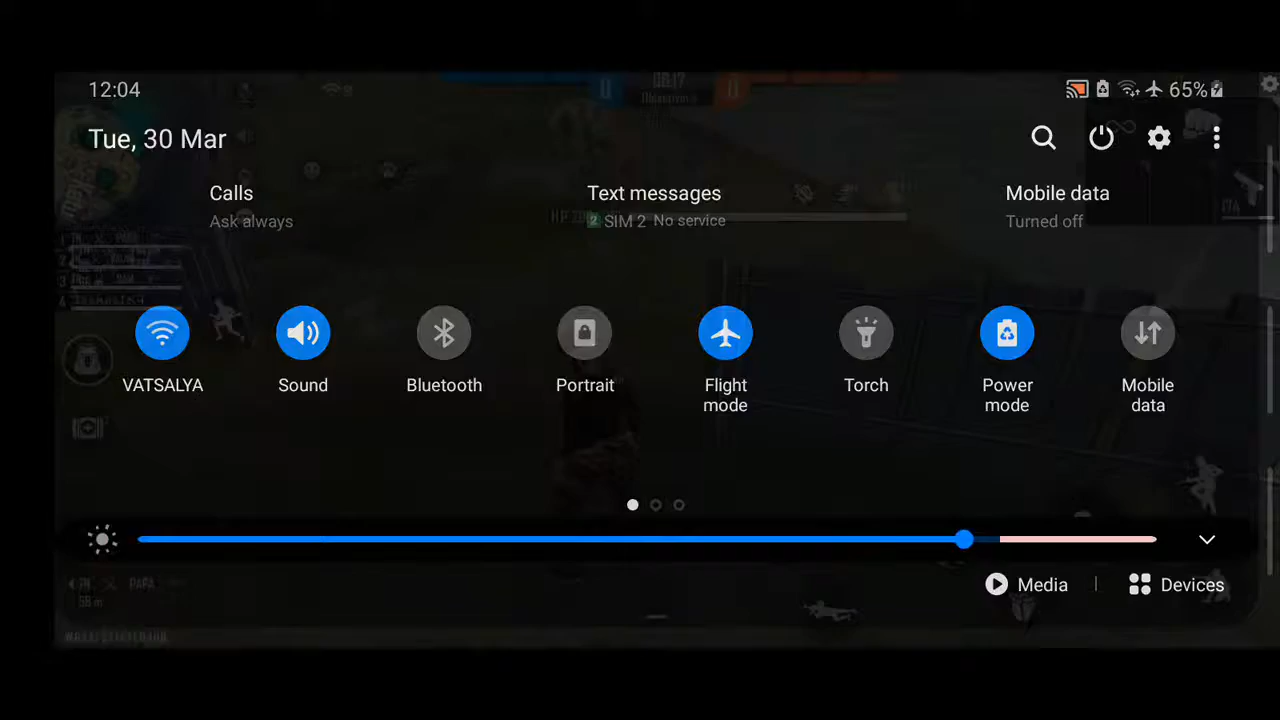 12:04
65%
Tue, 30 Mar
Calls
Ask always
Text messages
2 SIM 2 No service
Mobile data
Turned off
VATSALYA
Sound
Bluetooth
Portrait
Flight
mode
Torch
Power
mode
Mobile
data
PAPA
Media
Devices